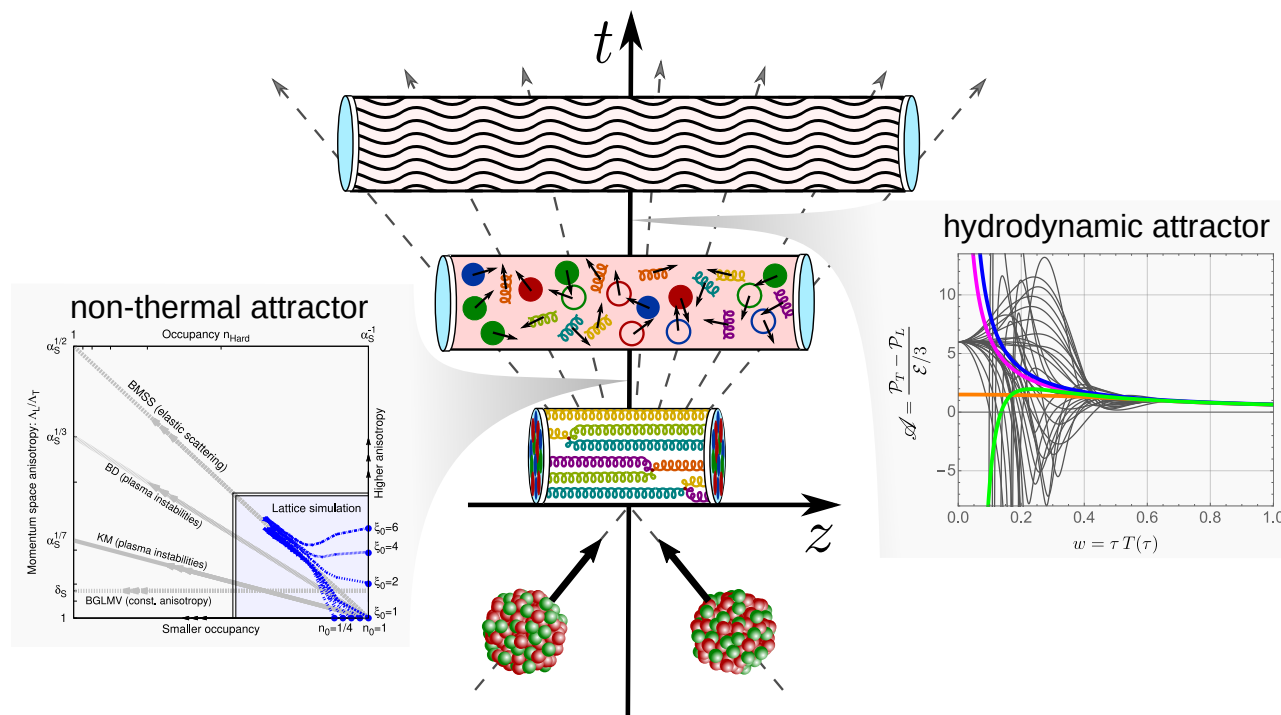 t
z
non-thermal attractor
Occupancy n_Hard
1
α_S^-1
Momentum space anisotropy: Λ_L/Λ_T
α_S^1/2
α_S^1/3
α_S^1/7
δ_S
1
BMSS (elastic scattering)
BD (plasma instabilities)
KM (plasma instabilities)
BGLMV (const. anisotropy)
Lattice simulation
Higher anisotropy
ξ_0=6
ξ_0=4
ξ_0=2
ξ_0=1
n_0=1/4
n_0=1
Smaller occupancy
hydrodynamic attractor
𝒜 = (𝒫_T − 𝒫_L) / (ℰ/3)
10
5
0
−5
0.0 0.2 0.4 0.6 0.8 1.0
w = τ T(τ)